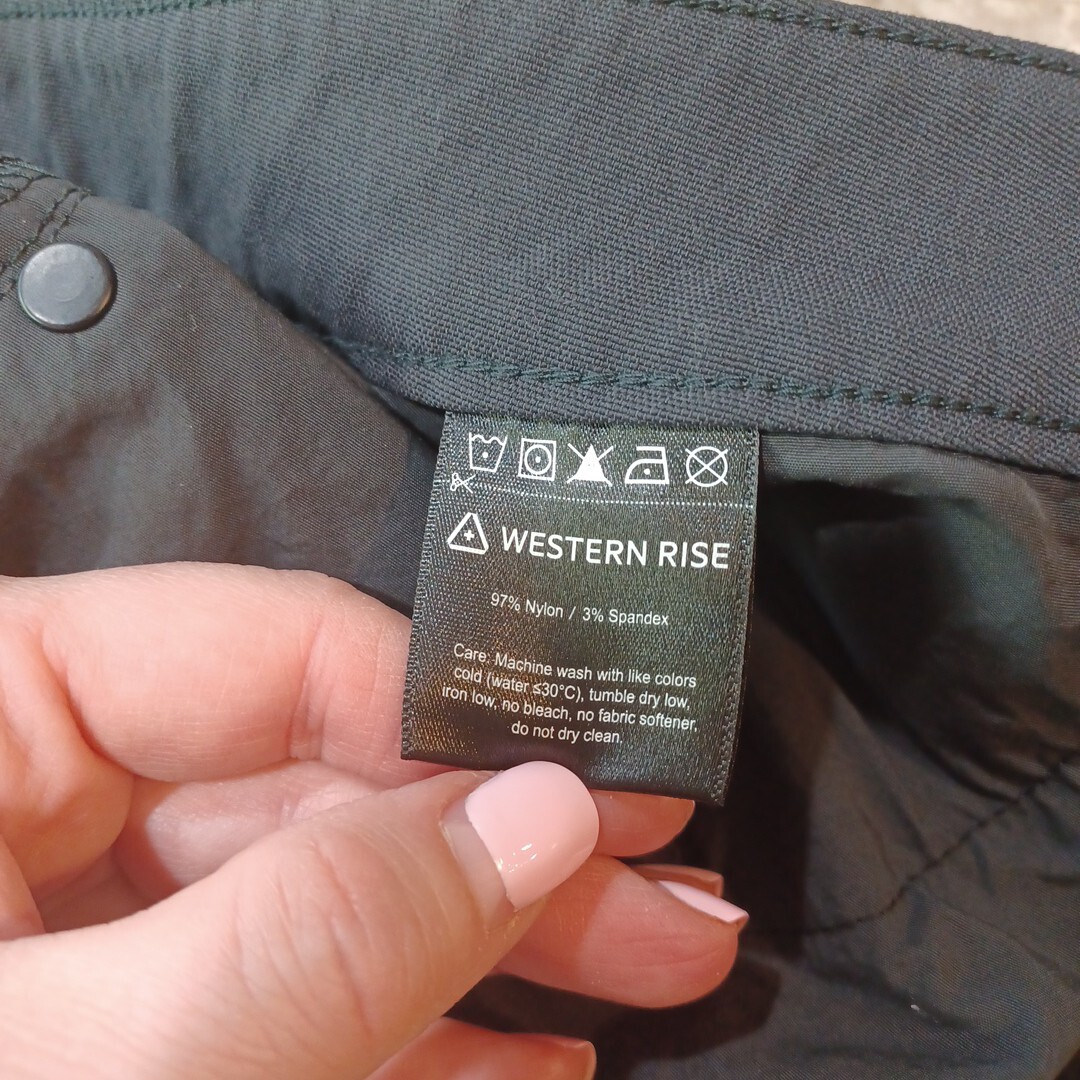 WESTERN RISE
97% Nylon / 3% Spandex
Care: Machine wash with like colors
cold (water ≤30°C), tumble dry low,
iron low, no bleach, no fabric softener,
do not dry clean.